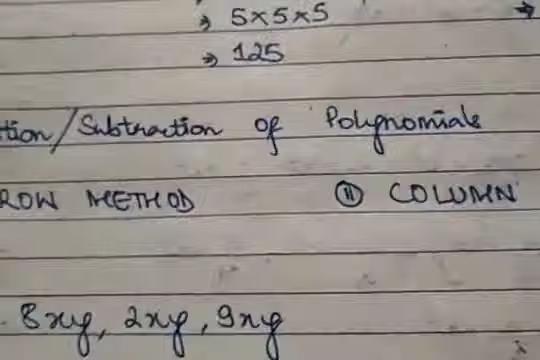 ⇒ 5×5×5 ⇒
⇒ 125
tion/Subtraction of Polynomials
ROW METHOD (II) COLUMN
8xy, 2xy, 9xy